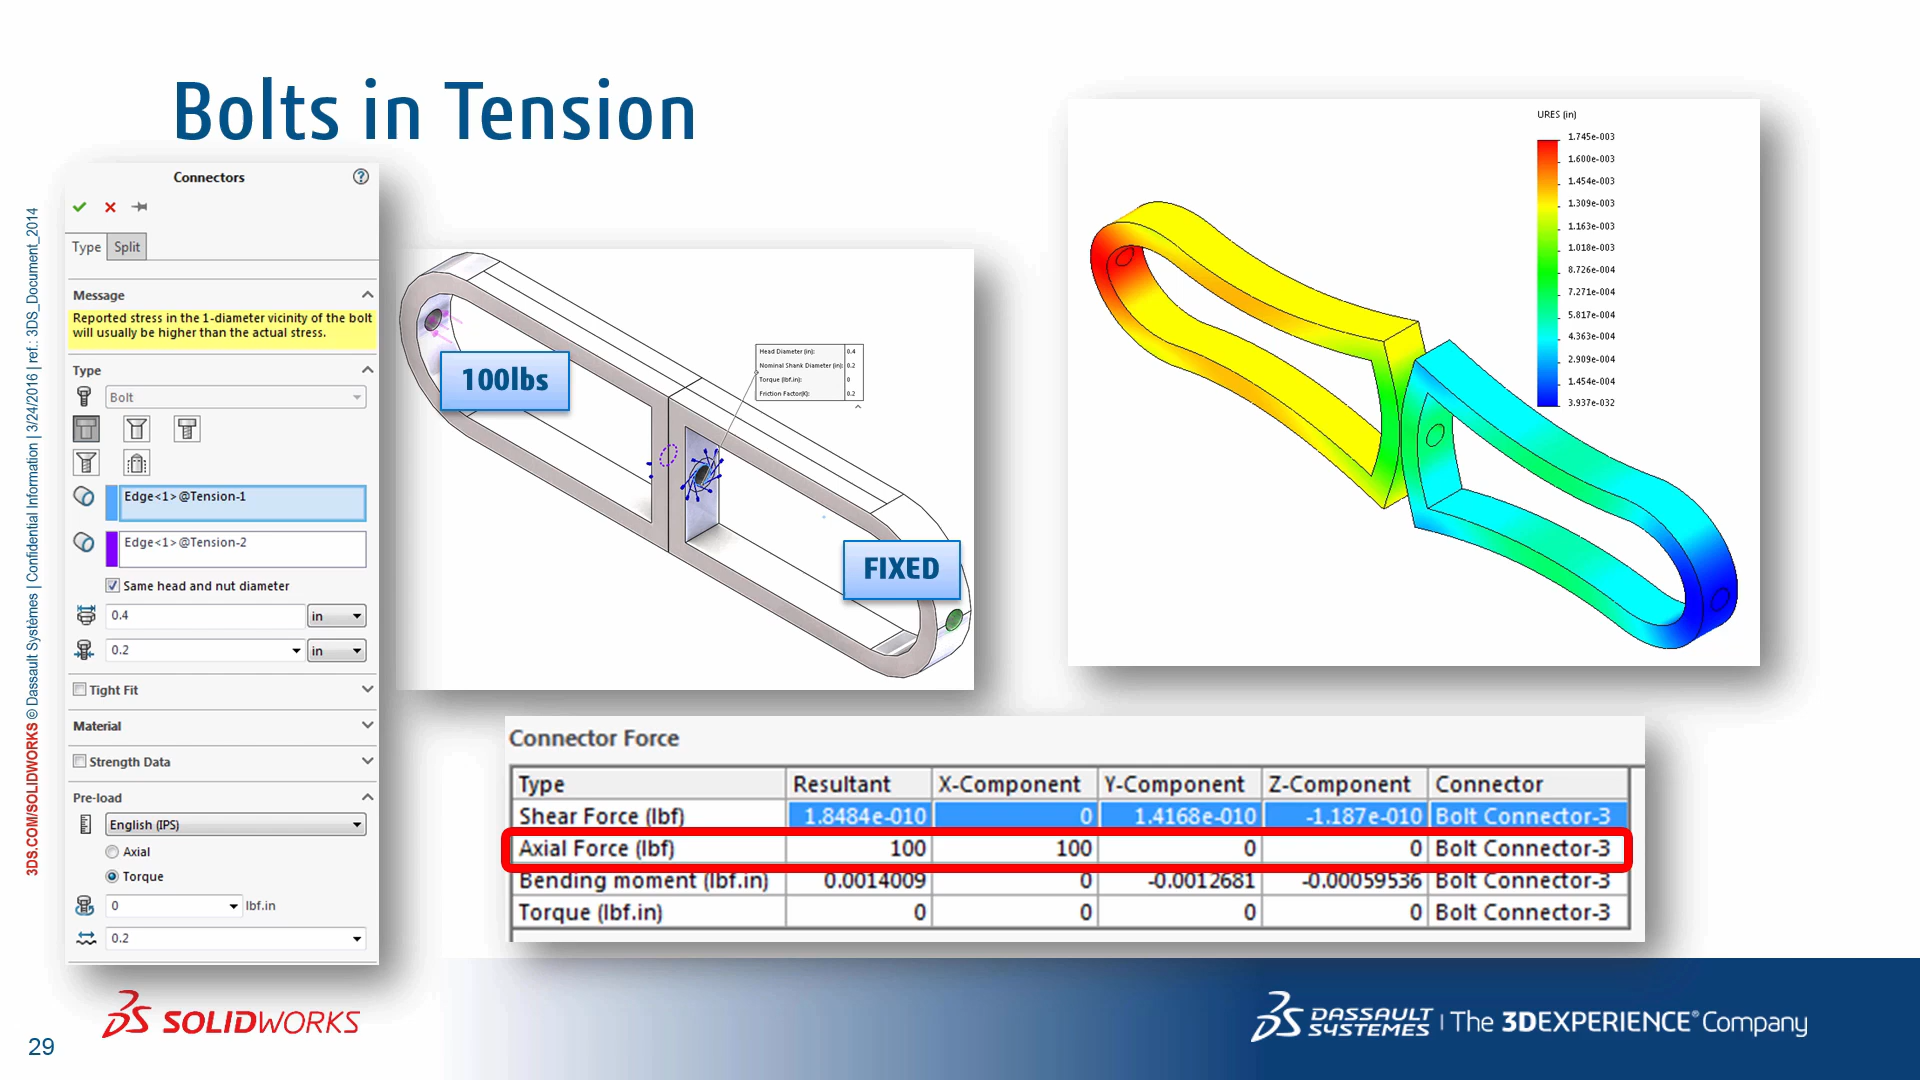 Bolts in Tension
3DS.COM/SOLIDWORKS © Dassault Systèmes | Confidential Information | 3/24/2016 | ref.: 3DS_Document_2014
Connectors
Type Split
Message
Reported stress in the 1-diameter vicinity of the bolt
will usually be higher than the actual stress.
Type
Bolt
Edge<1>@Tension-1
Edge<1>@Tension-2
Same head and nut diameter
0.4 in
0.2 in
Tight Fit
Material
Strength Data
Pre-load
English (IPS)
Axial
Torque
0 lbf.in
0.2
100lbs
Head Diameter (in): 0.4
Nominal Shank Diameter (in): 0.2
Torque (lbf.in): 0
Friction Factor(K): 0.2
FIXED
URES (in)
1.745e-003
1.600e-003
1.454e-003
1.309e-003
1.163e-003
1.018e-003
8.726e-004
7.271e-004
5.817e-004
4.363e-004
2.909e-004
1.454e-004
3.937e-032
Connector Force
Type Resultant X-Component Y-Component Z-Component Connector
Shear Force (lbf) 1.8484e-010 0 1.4168e-010 -1.187e-010 Bolt Connector-3
Axial Force (lbf) 100 100 0 0 Bolt Connector-3
Bending moment (lbf.in) 0.0014009 0 -0.0012681 -0.00059536 Bolt Connector-3
Torque (lbf.in) 0 0 0 0 Bolt Connector-3
SOLIDWORKS
DASSAULT SYSTEMES | The 3DEXPERIENCE® Company
29